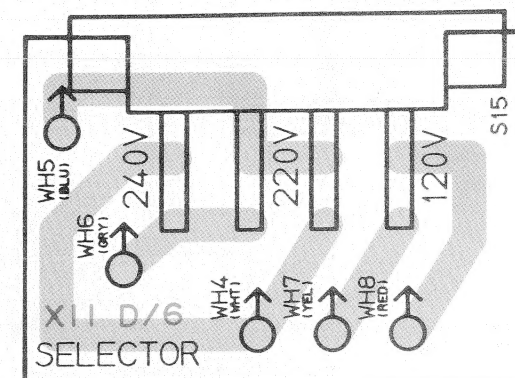 S15
240V
220V
120V
WH5
(BLU)
WH6
(GRY)
WH4
(WHT)
WH7
(YEL)
WH8
(RED)
XII D/6
SELECTOR